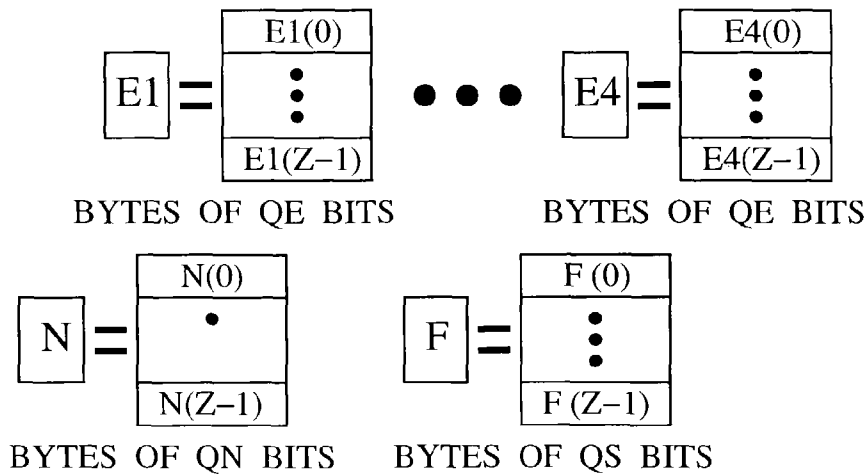 E1(0) E4(0)
E1 = E4 =
E1(Z−1) E4(Z−1)
BYTES OF QE BITS BYTES OF QE BITS
N(0) F(0)
N = F =
N(Z−1) F(Z−1)
BYTES OF QN BITS BYTES OF QS BITS